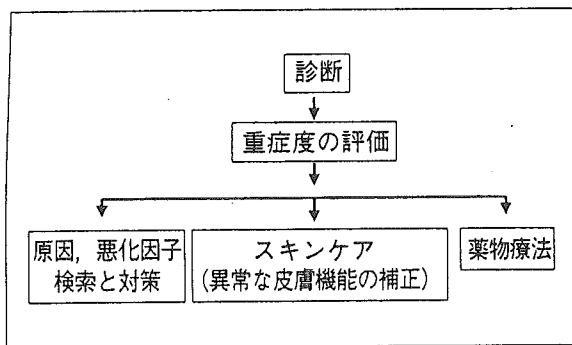 診断
重症度の評価
原因，悪化因子
検索と対策
スキンケア
(異常な皮膚機能の補正)
薬物療法